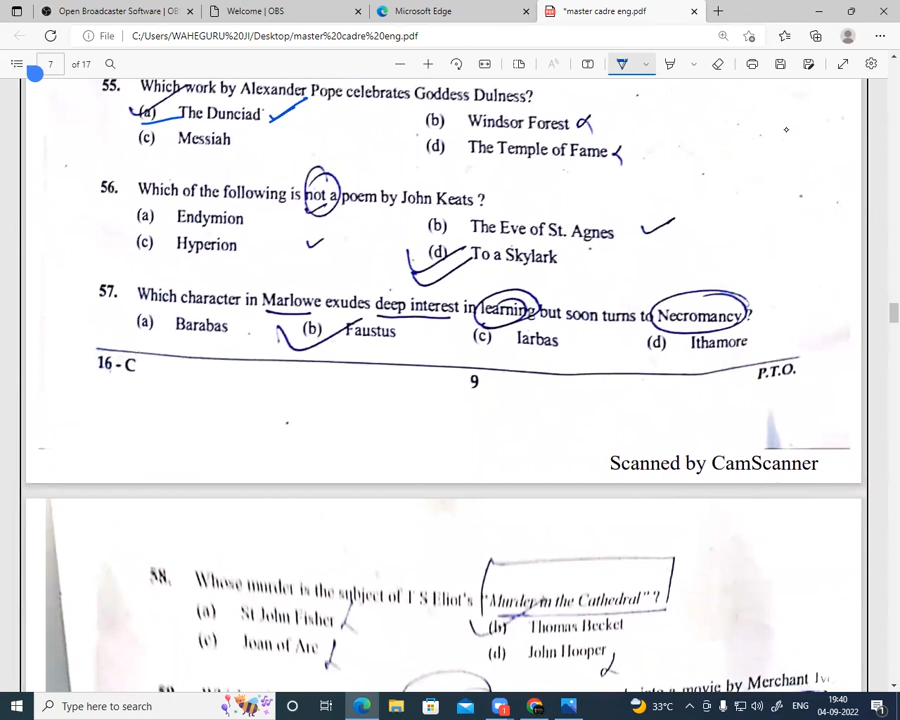 Open Broadcaster Software | OBS
Welcome | OBS
Microsoft Edge
*master cadre eng.pdf
File
C:/Users/WAHEGURU%20JI/Desktop/master%20cadre%20eng.pdf
7 of 17
55. Which work by Alexander Pope celebrates Goddess Dulness?
(a) The Dunciad
(b) Windsor Forest
(c) Messiah
(d) The Temple of Fame
56. Which of the following is not a poem by John Keats ?
(a) Endymion
(b) The Eve of St. Agnes
(c) Hyperion
(d) To a Skylark
57. Which character in Marlowe exudes deep interest in learning but soon turns to Necromancy ?
(a) Barabas (b) Faustus (c) Iarbas (d) Ithamore
16 - C
9
P.T.O.
Scanned by CamScanner
58. Whose murder is the subject of T S Eliot's "Murder in the Cathedral" ?
(a) St John Fisher
(b) Thomas Becket
(c) Joan of Arc
(d) John Hooper
into a movie by Merchant
Type here to search
33°C
ENG
19:40
04-09-2022